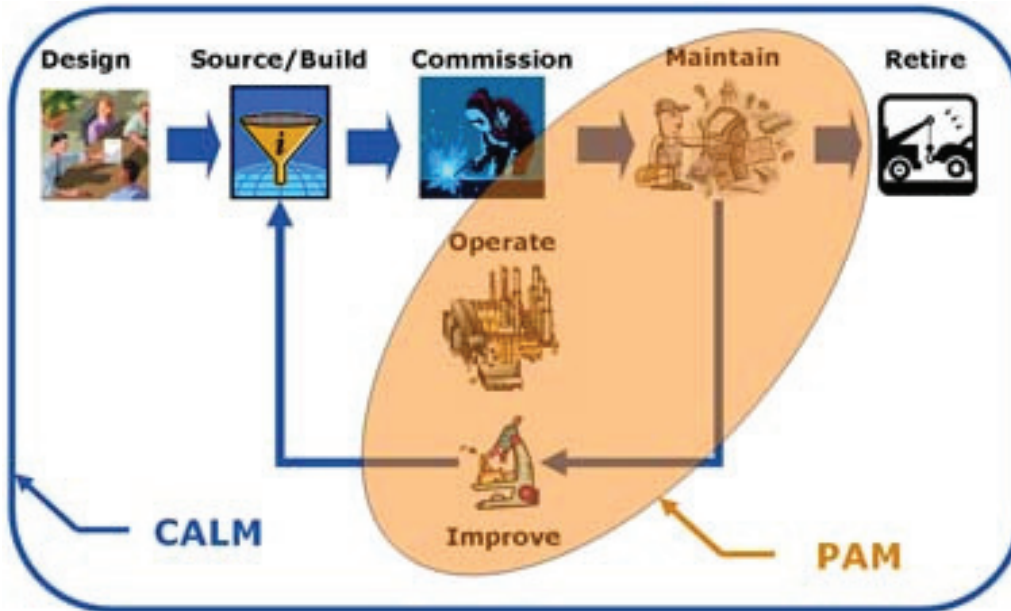 Design
Source/Build
Commission
Maintain
Retire
i
Operate
Improve
CALM
PAM